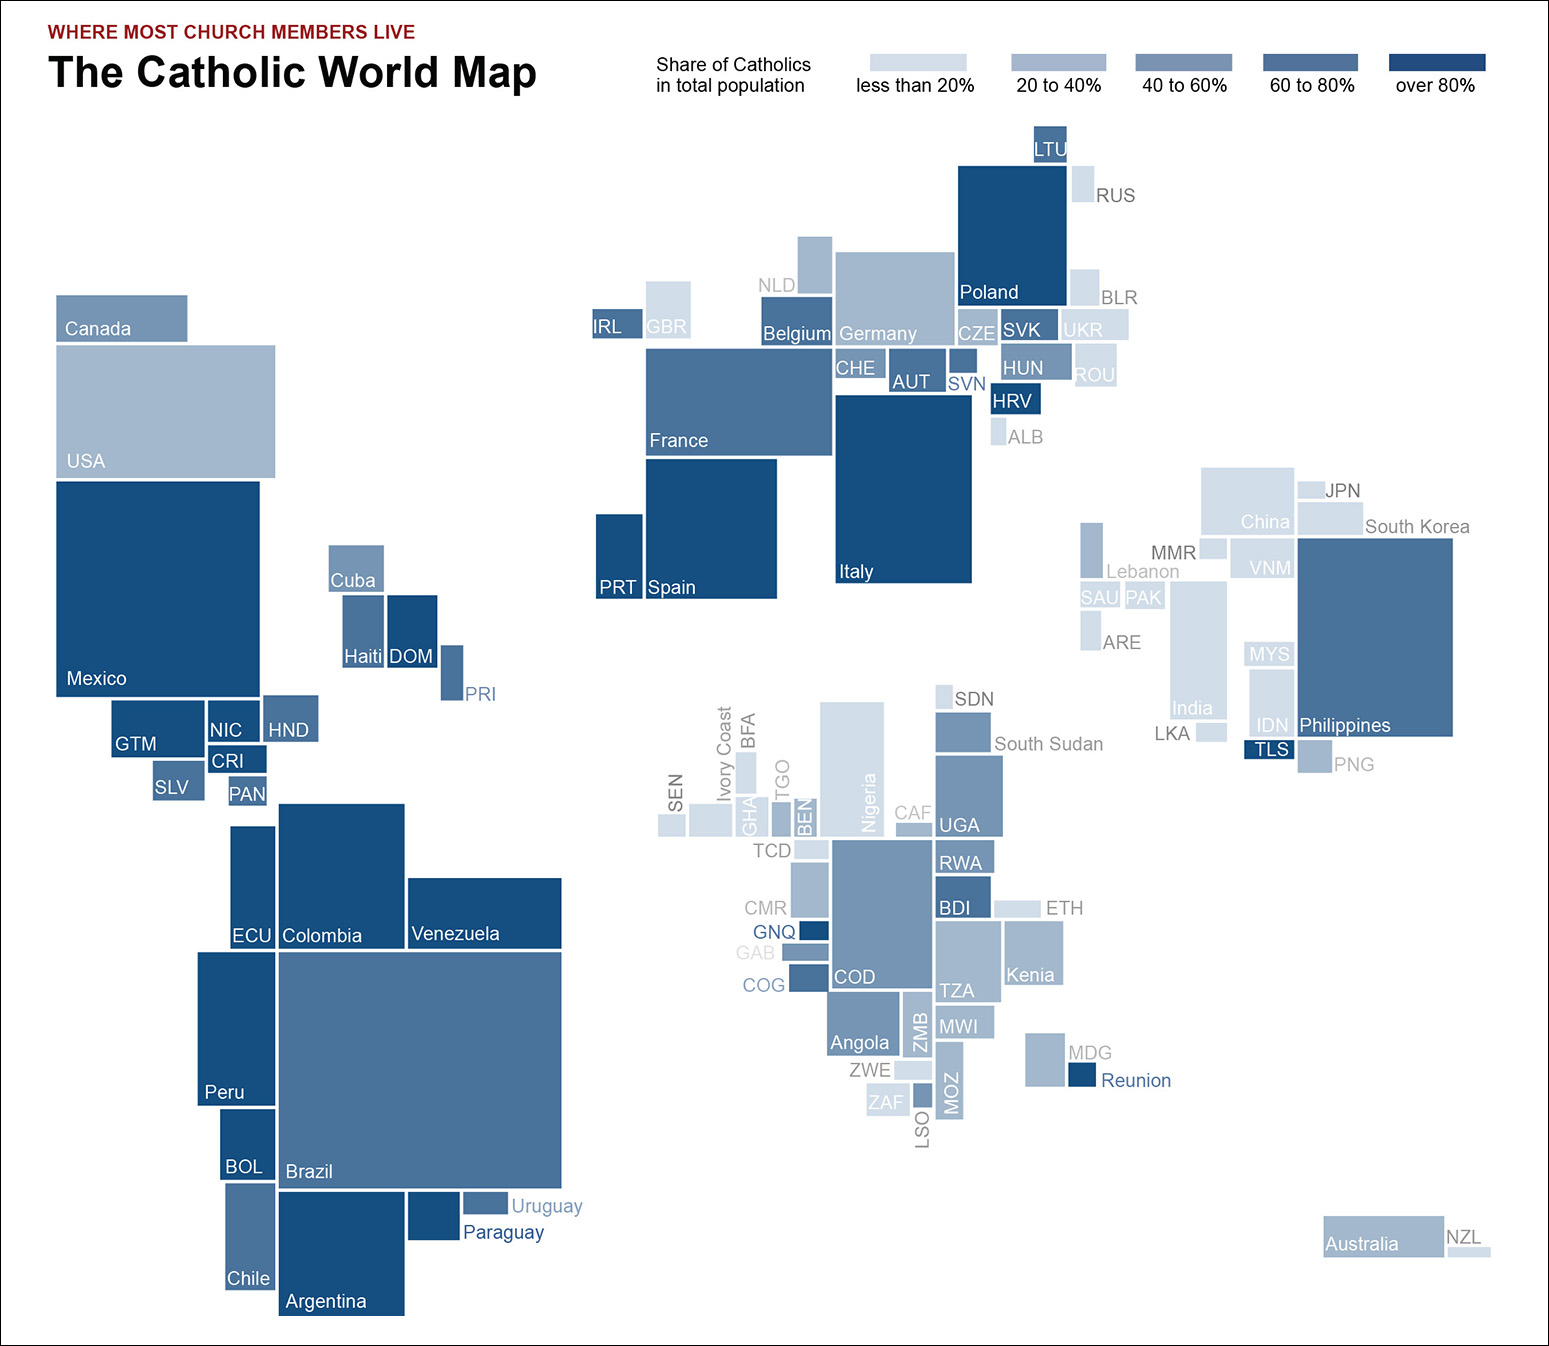 WHERE MOST CHURCH MEMBERS LIVE
The Catholic World Map
Share of Catholics
in total population
less than 20%
20 to 40%
40 to 60%
60 to 80%
over 80%
Canada
USA
Mexico
Cuba
Haiti
DOM
PRI
GTM
NIC
HND
CRI
SLV
PAN
ECU
Colombia
Venezuela
Peru
Brazil
BOL
Chile
Argentina
Uruguay
Paraguay
LTU
RUS
Poland
NLD
BLR
IRL
GBR
Belgium
Germany
CZE
SVK
UKR
CHE
AUT
SVN
HUN
ROU
HRV
ALB
France
PRT
Spain
Italy
China
JPN
South Korea
MMR
VNM
Lebanon
SAU
PAK
ARE
India
LKA
MYS
IDN
Philippines
TLS
PNG
SDN
South Sudan
SEN
Ivory Coast
BFA
GHA
TGO
BEN
Nigeria
CAF
UGA
TCD
RWA
CMR
BDI
ETH
GNQ
GAB
COG
COD
TZA
Kenia
Angola
ZMB
MWI
ZWE
ZAF
LSO
MOZ
MDG
Reunion
Australia
NZL